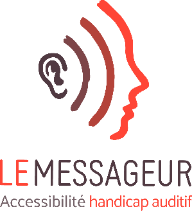 LE MESSAGEUR
Accessibilité handicap auditif